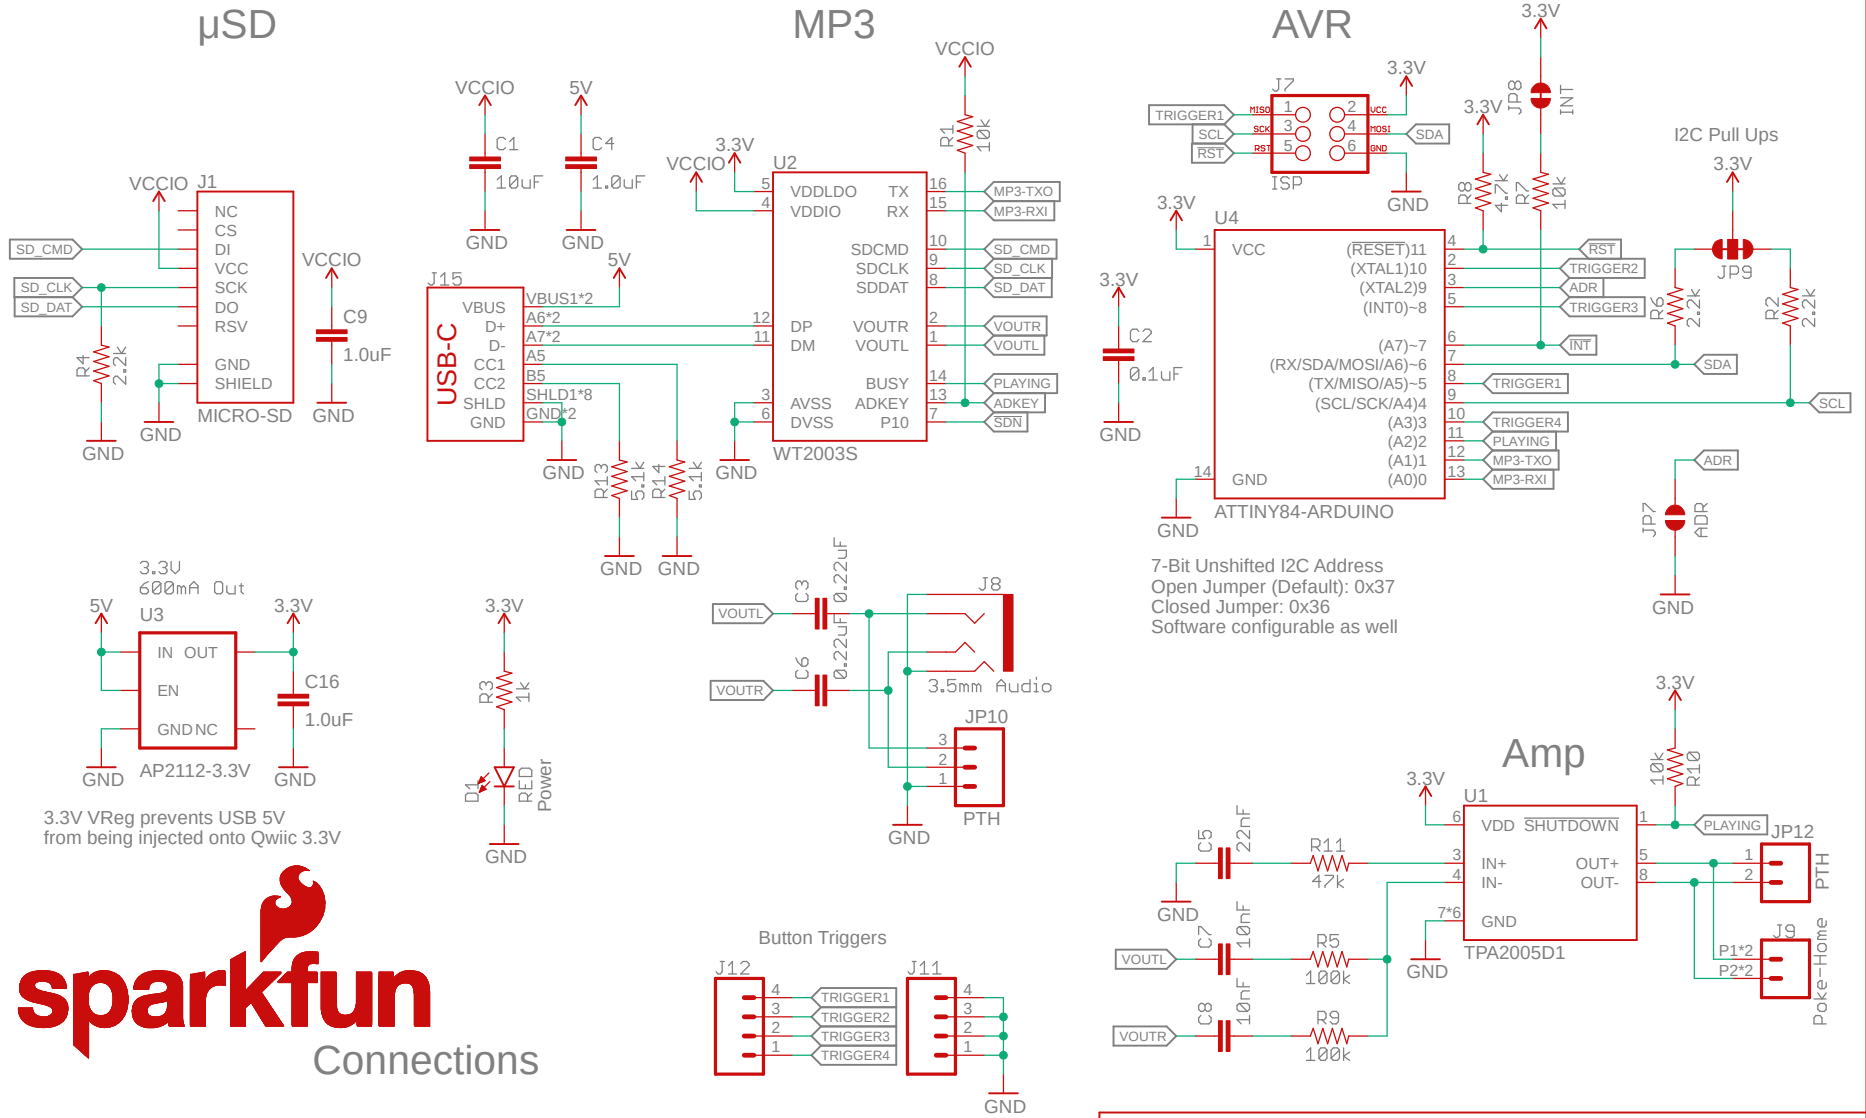 µSD
MP3
AVR
VCCIO
J1
NC
CS
DI
VCC
SCK
DO
RSV
GND
SHIELD
MICRO-SD
SD_CMD
SD_CLK
SD_DAT
R4
2.2k
GND
GND
VCCIO
C9
1.0uF
GND
VCCIO
C1
10uF
GND
5V
C4
1.0uF
GND
J15
USB-C
VBUS
D+
D-
CC1
CC2
SHLD
GND
VBUS1*2
A6*2
A7*2
A5
B5
SHLD1*8
GND*2
5V
GND
R13
5.1k
GND
R14
5.1k
GND
3.3V
VCCIO
U2
5 VDDLDO
4 VDDIO
12 DP
11 DM
3 AVSS
6 DVSS
TX 16 MP3-TXO
RX 15 MP3-RXI
SDCMD 10 SD_CMD
SDCLK 9 SD_CLK
SDDAT 8 SD_DAT
VOUTR 2 VOUTR
VOUTL 1 VOUTL
BUSY 14 PLAYING
ADKEY 13 ADKEY
P10 7 SDN
WT2003S
GND
VCCIO
R1
10k
J7
TRIGGER1 MISO 1
SCL SCK 3
RST RST 5
2 VCC
4 MOSI SDA
6 GND
ISP
3.3V
GND
3.3V
R8
4.7k
3.3V
JP8
INT
R7
10k
I2C Pull Ups
3.3V
JP9
R6
2.2k
R2
2.2k
3.3V
U4
1 VCC
14 GND
(RESET)11 4 RST
(XTAL1)10 2 TRIGGER2
(XTAL2)9 3 ADR
(INT0)~8 5 TRIGGER3
(A7)~7 6 INT
(RX/SDA/MOSI/A6)~6 7 SDA
(TX/MISO/A5)~5 8 TRIGGER1
(SCL/SCK/A4)4 9 SCL
(A3)3 10 TRIGGER4
(A2)2 11 PLAYING
(A1)1 12 MP3-TXO
(A0)0 13 MP3-RXI
ATTINY84-ARDUINO
GND
3.3V
C2
0.1uF
GND
ADR
JP7
ADR
GND
7-Bit Unshifted I2C Address
Open Jumper (Default): 0x37
Closed Jumper: 0x36
Software configurable as well
3.3V
600mA Out
5V
U3
3.3V
IN OUT
EN
GND NC
AP2112-3.3V
C16
1.0uF
GND
GND
3.3V VReg prevents USB 5V
from being injected onto Qwiic 3.3V
3.3V
R3
1k
D1
RED
Power
GND
VOUTL
C3
0.22uF
VOUTR
C6
0.22uF
J8
3.5mm Audio
JP10
3
2
1
PTH
GND
Amp
3.3V
R10
10k
3.3V
U1
6 VDD SHUTDOWN 1 PLAYING
3 IN+ OUT+ 5
4 IN- OUT- 8
7*6 GND
TPA2005D1
GND
JP12
1
2
PTH
J9
P1*2
P2*2
Poke-Home
C5
22nF
R11
47k
GND
VOUTL
C7
10nF
R5
100k
VOUTR
C8
10nF
R9
100k
Button Triggers
J12
4 TRIGGER1
3 TRIGGER2
2 TRIGGER3
1 TRIGGER4
J11
4
3
2
1
GND
sparkfun
Connections